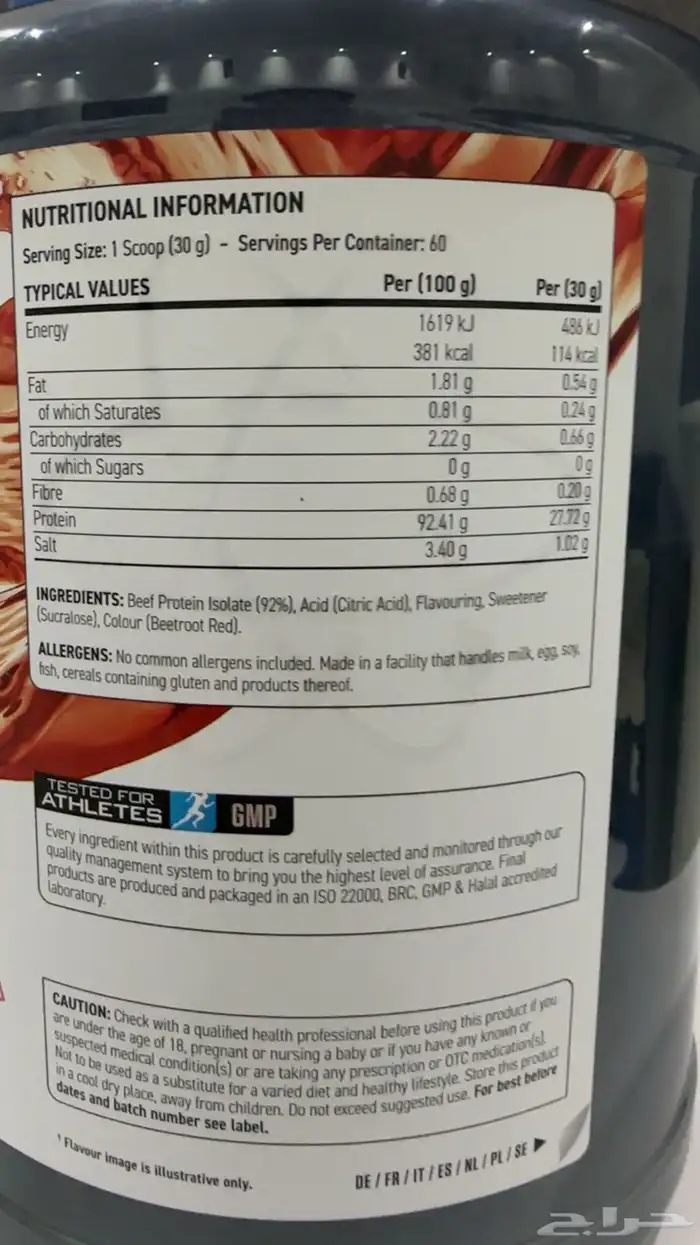 NUTRITIONAL INFORMATION
Serving Size: 1 Scoop (30 g) - Servings Per Container: 60
TYPICAL VALUES Per (100 g) Per (30 g)
Energy 1619 kJ 486 kJ
381 kcal 114 kcal
Fat 1.81 g 0.54 g
of which Saturates 0.81 g 0.24 g
Carbohydrates 2.22 g 0.66 g
of which Sugars 0 g 0 g
Fibre 0.68 g 0.20 g
Protein 92.41 g 27.72 g
Salt 3.40 g 1.02 g
INGREDIENTS: Beef Protein Isolate (92%), Acid (Citric Acid), Flavouring, Sweetener
(Sucralose), Colour (Beetroot Red).
ALLERGENS: No common allergens included. Made in a facility that handles milk, egg, soy,
fish, cereals containing gluten and products thereof.
TESTED FOR
ATHLETES GMP
Every ingredient within this product is carefully selected and monitored through our
quality management system to bring you the highest level of assurance. Final
products are produced and packaged in an ISO 22000, BRC, GMP & Halal accredited
laboratory.
CAUTION: Check with a qualified health professional before using this product if you
are under the age of 18, pregnant or nursing a baby or if you have any known or
suspected medical condition(s) or are taking any prescription or OTC medication(s).
Not to be used as a substitute for a varied diet and healthy lifestyle. Store this product
in a cool dry place, away from children. Do not exceed suggested use. For best before
dates and batch number see label.
¹ Flavour image is illustrative only.
DE / FR / IT / ES / NL / PL / SE ▶
حراج